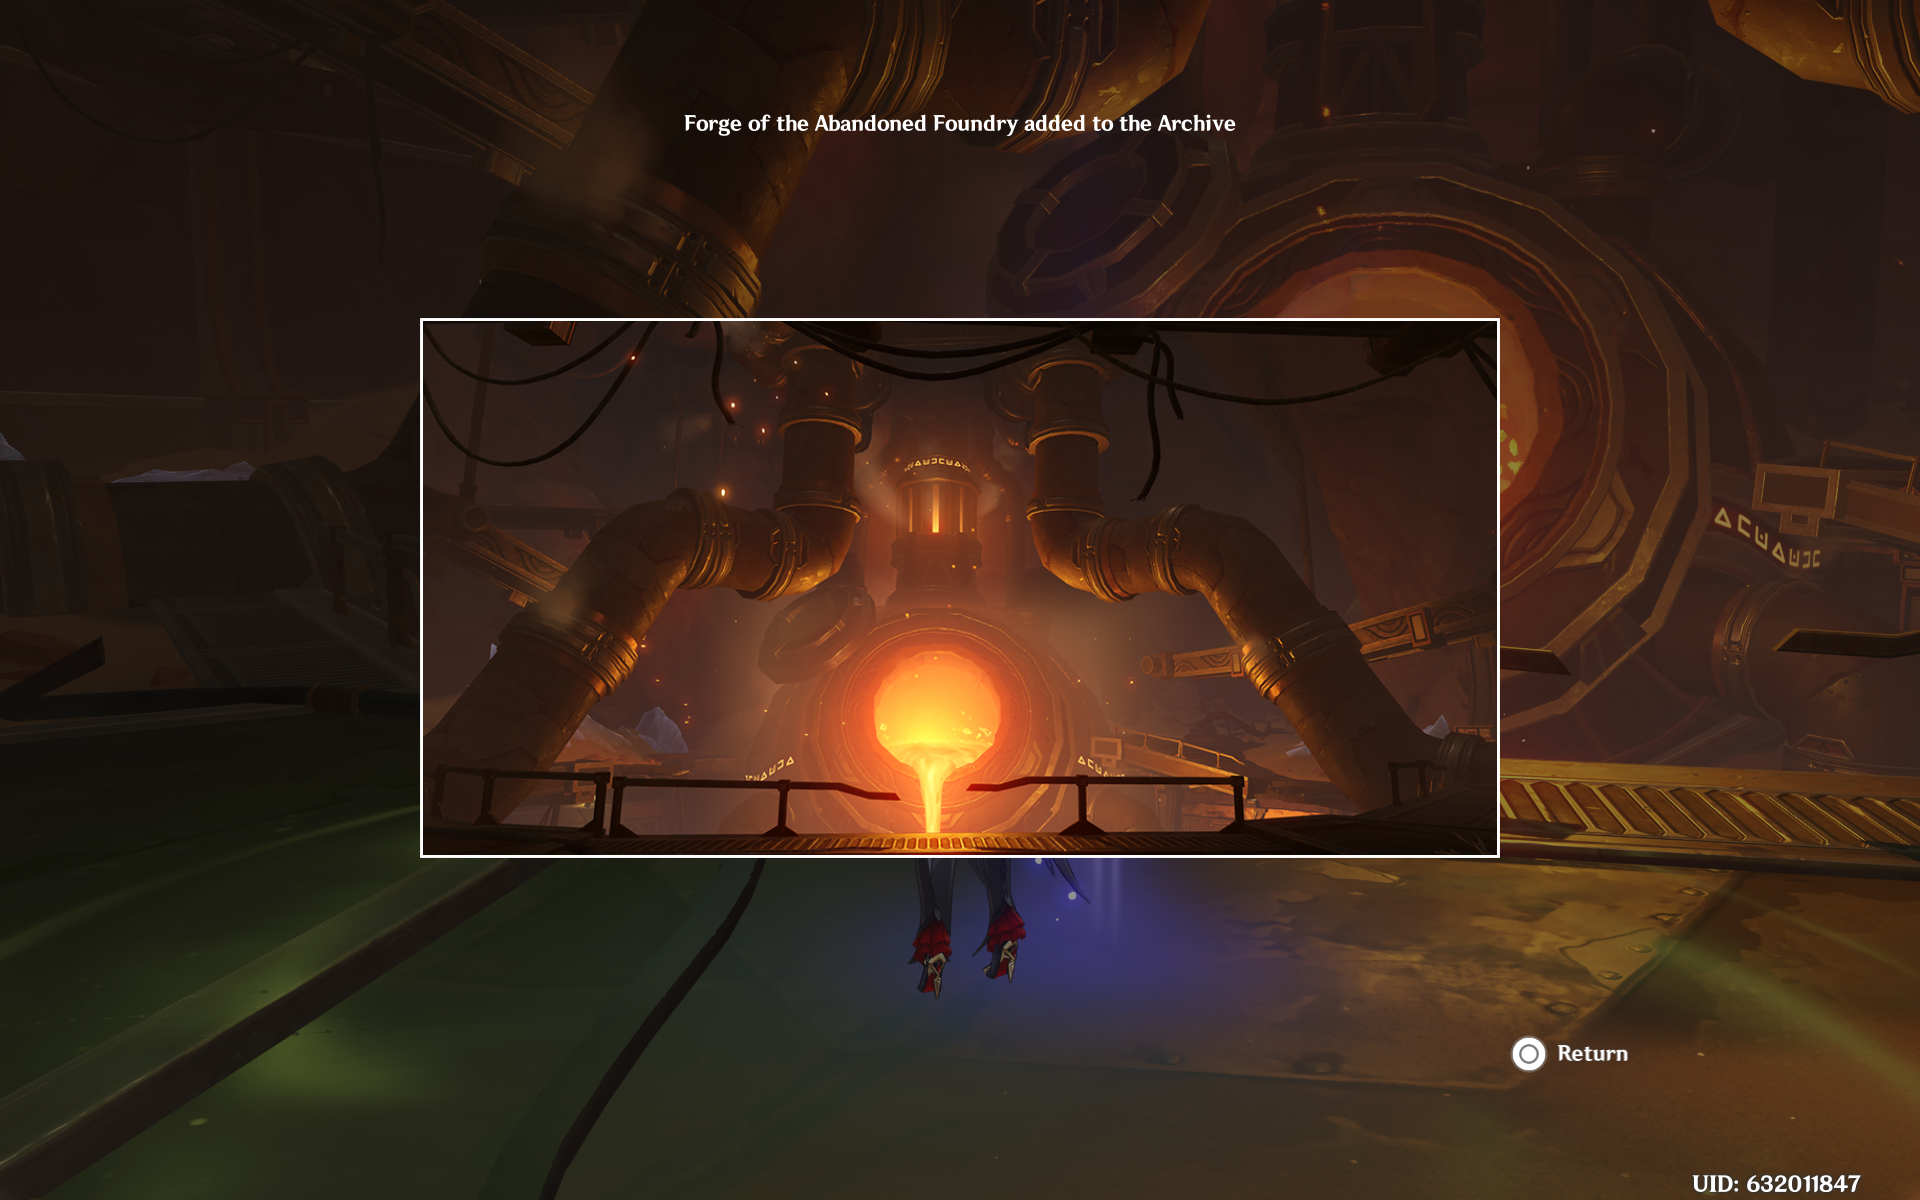 Forge of the Abandoned Foundry added to the Archive
Return
UID: 632011847